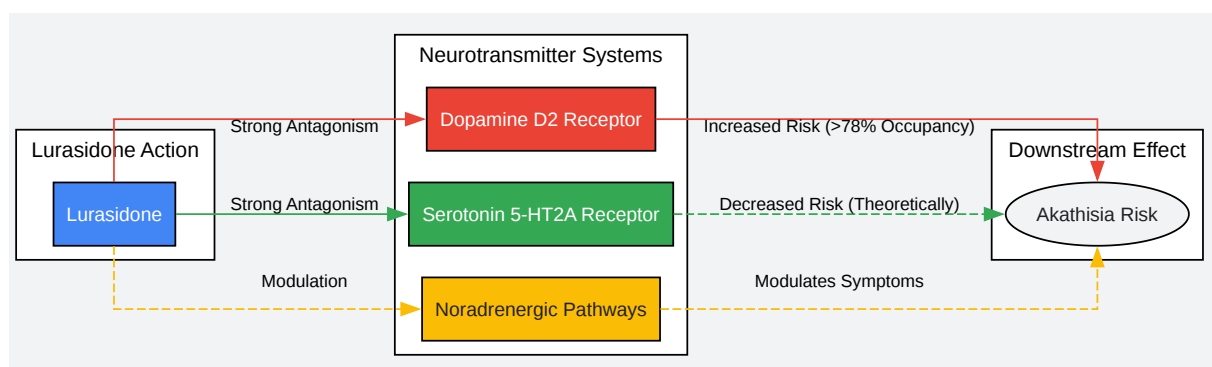 Neurotransmitter Systems
Strong Antagonism
Dopamine D2 Receptor
Increased Risk (>78% Occupancy)
Lurasidone Action
Downstream Effect
Lurasidone
Strong Antagonism
Serotonin 5-HT2A Receptor
Decreased Risk (Theoretically)
Akathisia Risk
Modulation
Noradrenergic Pathways
Modulates Symptoms